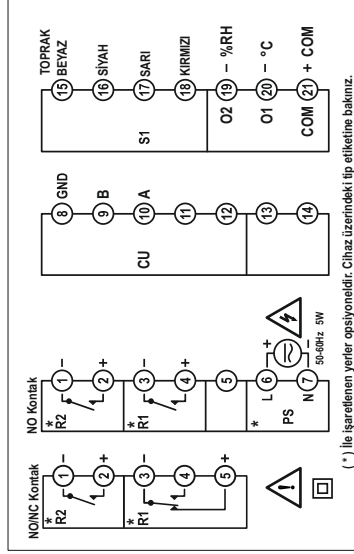 NO/NC Kontak
* R2
1 −
2 +
* R1
3 −
4
5 +
NO Kontak
* R2
1 −
2 +
* R1
3 −
4 +
5
* PS
L 6 +
N 7 −
50-60Hz 5W
CU
8 GND
9 B
10 A
11
12
13
14
S1
TOPRAK
15 BEYAZ
16 SİYAH
17 SARI
18 KIRMIZI
O2 19 − %RH
O1 20 − °C
COM 21 + COM
( * ) İle işaretlenen yerler opsiyoneldir. Cihaz üzerindeki tip etiketine bakınız.